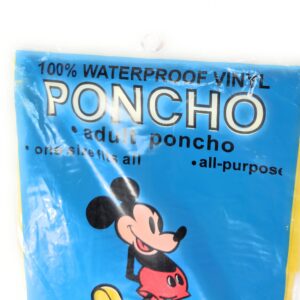 100% WATERPROOF VINYL
PONCHO
• adult poncho
• one size fits all • all-purpose